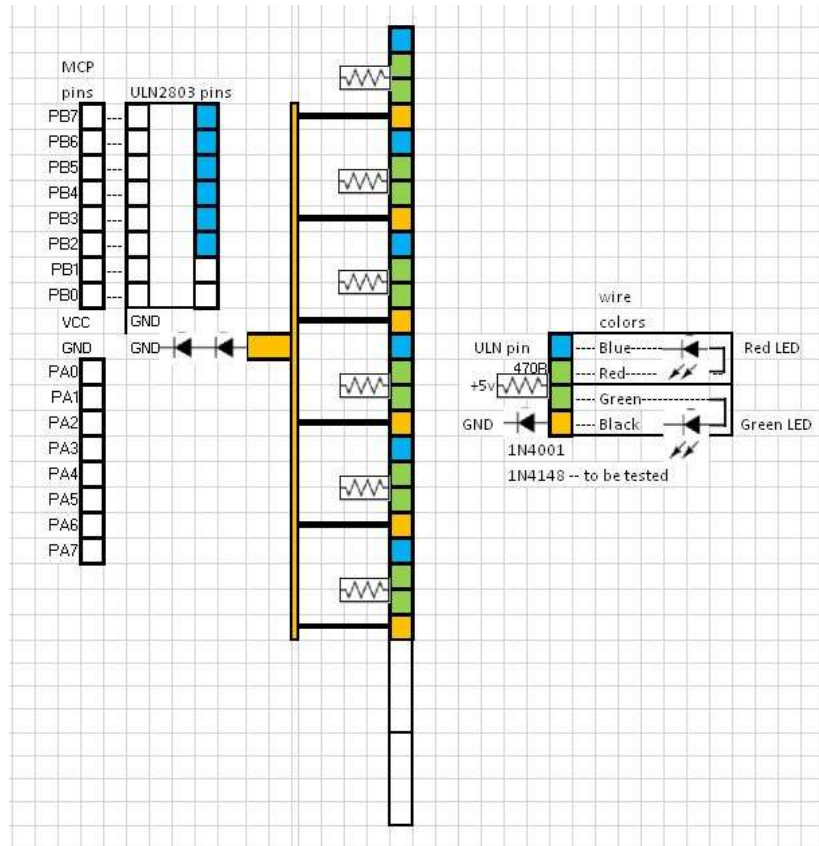 MCP
pins
ULN2803 pins
PB7
PB6
PB5
PB4
PB3
PB2
PB1
PB0
VCC
GND
GND
GND
PA0
PA1
PA2
PA3
PA4
PA5
PA6
PA7
wire
colors
ULN pin
Blue
Red LED
470R
Red
+5v
Green
GND
Black
Green LED
1N4001
1N4148 -- to be tested